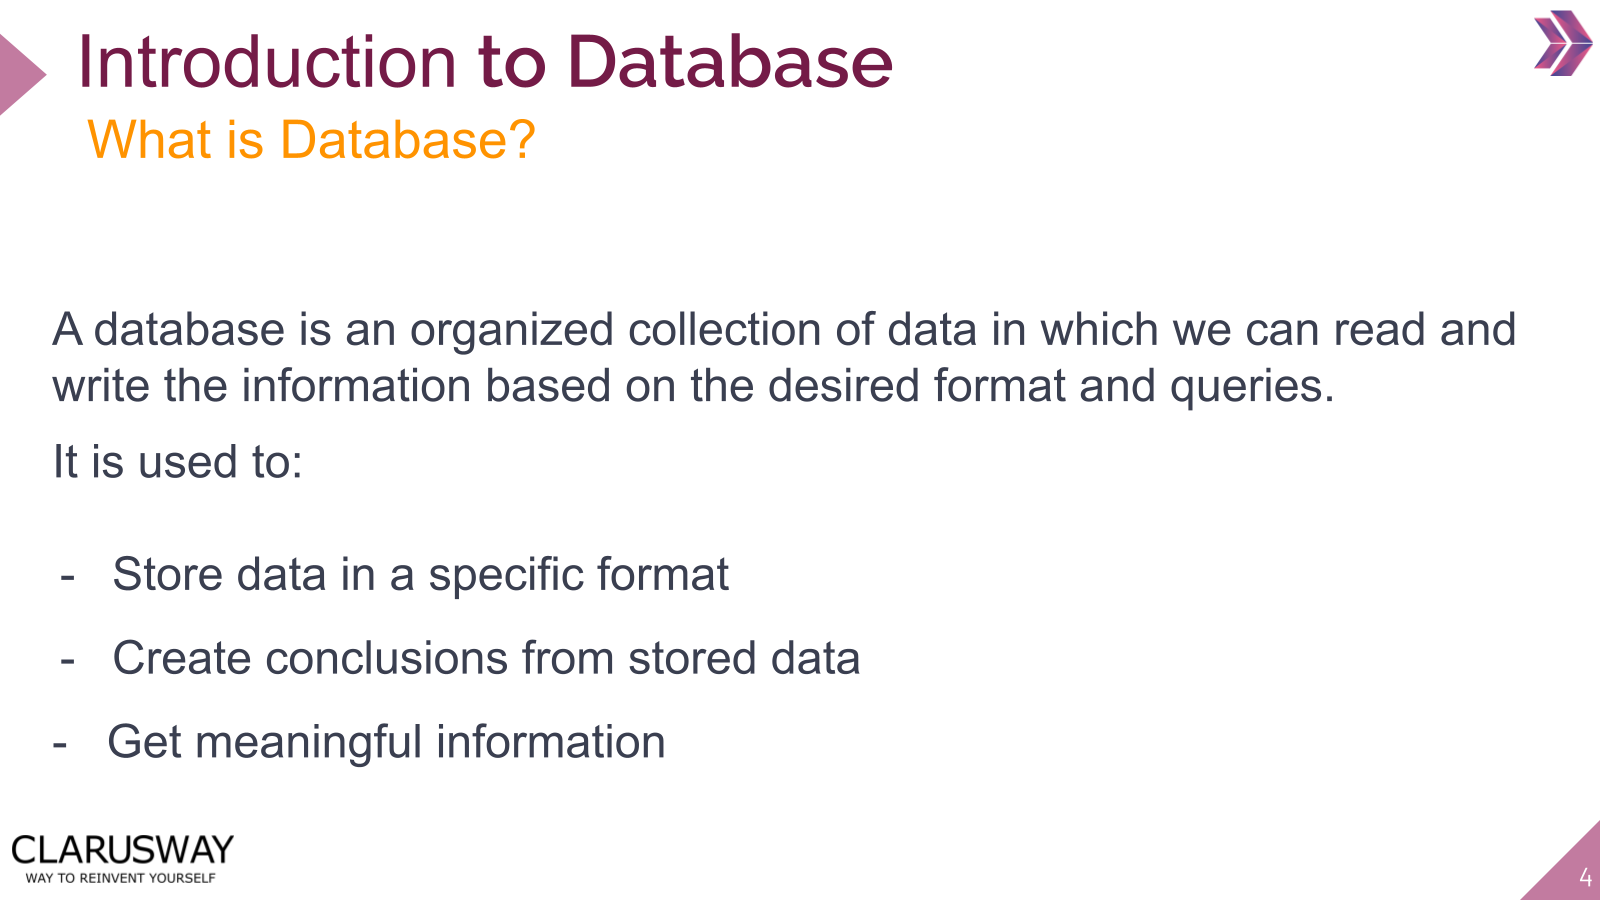 Introduction to Database
What is Database?
A database is an organized collection of data in which we can read and
write the information based on the desired format and queries.
It is used to:
- Store data in a specific format
- Create conclusions from stored data
- Get meaningful information
CLARUSWAY
WAY TO REINVENT YOURSELF
4